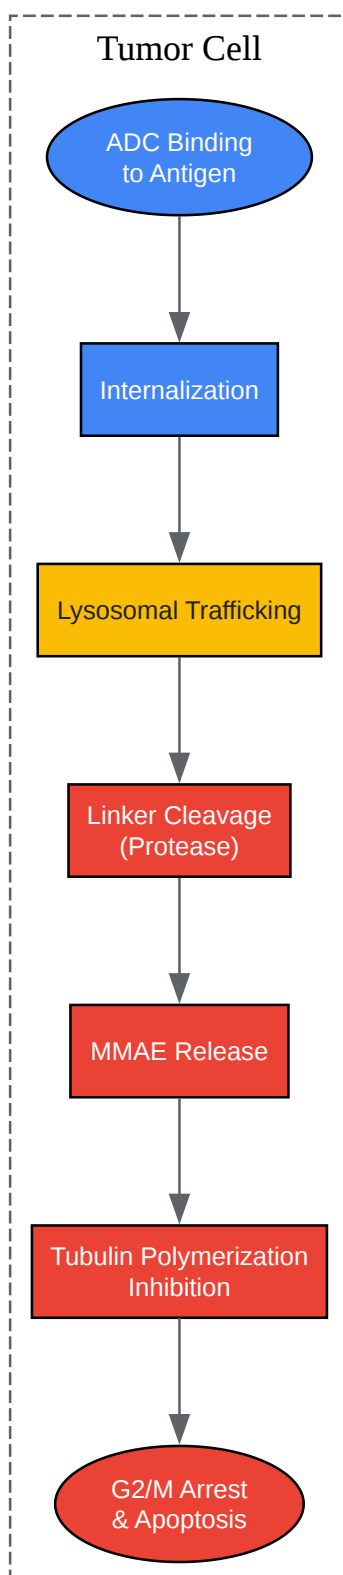 Tumor Cell
ADC Binding
to Antigen
Internalization
Lysosomal Trafficking
Linker Cleavage
(Protease)
MMAE Release
Tubulin Polymerization
Inhibition
G2/M Arrest
& Apoptosis